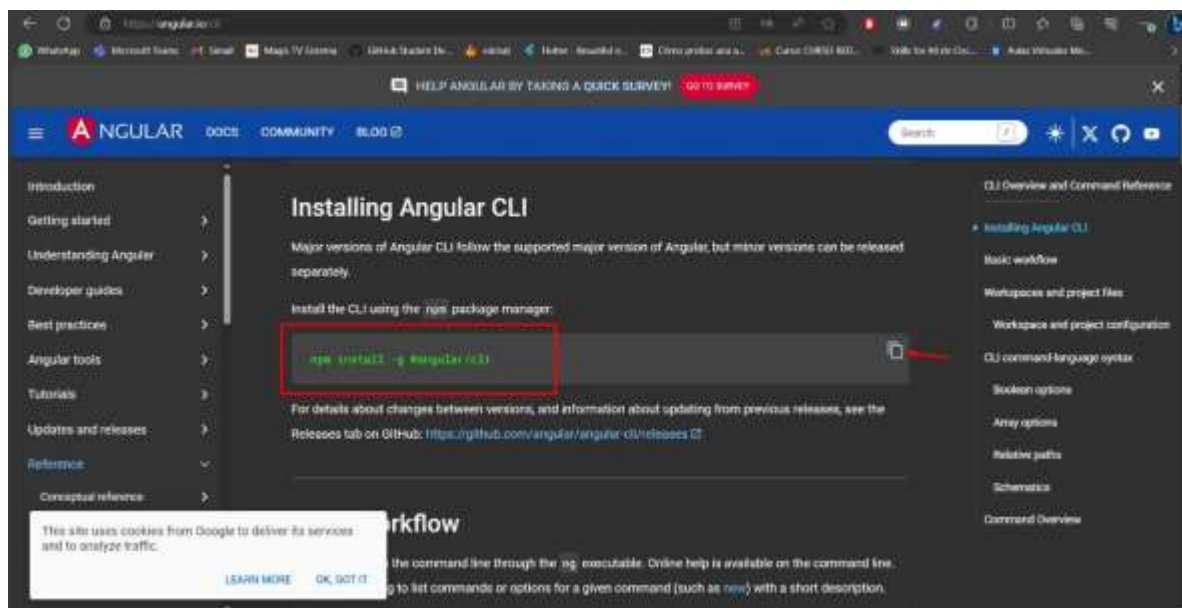 https://angular.io/cli
WhatsApp
Microsoft Teams
Gmail
HELP ANGULAR BY TAKING A QUICK SURVEY! GO TO SURVEY
ANGULAR
DOCS
COMMUNITY
BLOG
Search
Introduction
Getting started
Understanding Angular
Developer guides
Best practices
Angular tools
Tutorials
Updates and releases
Reference
Conceptual reference
Installing Angular CLI
Major versions of Angular CLI follow the supported major version of Angular, but minor versions can be released
separately.
Install the CLI using the npm package manager:
npm install -g @angular/cli
For details about changes between versions, and information about updating from previous releases, see the
Releases tab on GitHub: https://github.com/angular/angular-cli/releases
rkflow
the command line through the ng executable. Online help is available on the command line.
g to list commands or options for a given command (such as new) with a short description.
This site uses cookies from Google to deliver its services
and to analyze traffic.
LEARN MORE
OK, GOT IT
CLI Overview and Command Reference
Installing Angular CLI
Basic workflow
Workspaces and project files
Workspace and project configuration
CLI command-language syntax
Boolean options
Array options
Relative paths
Schematics
Command Overview